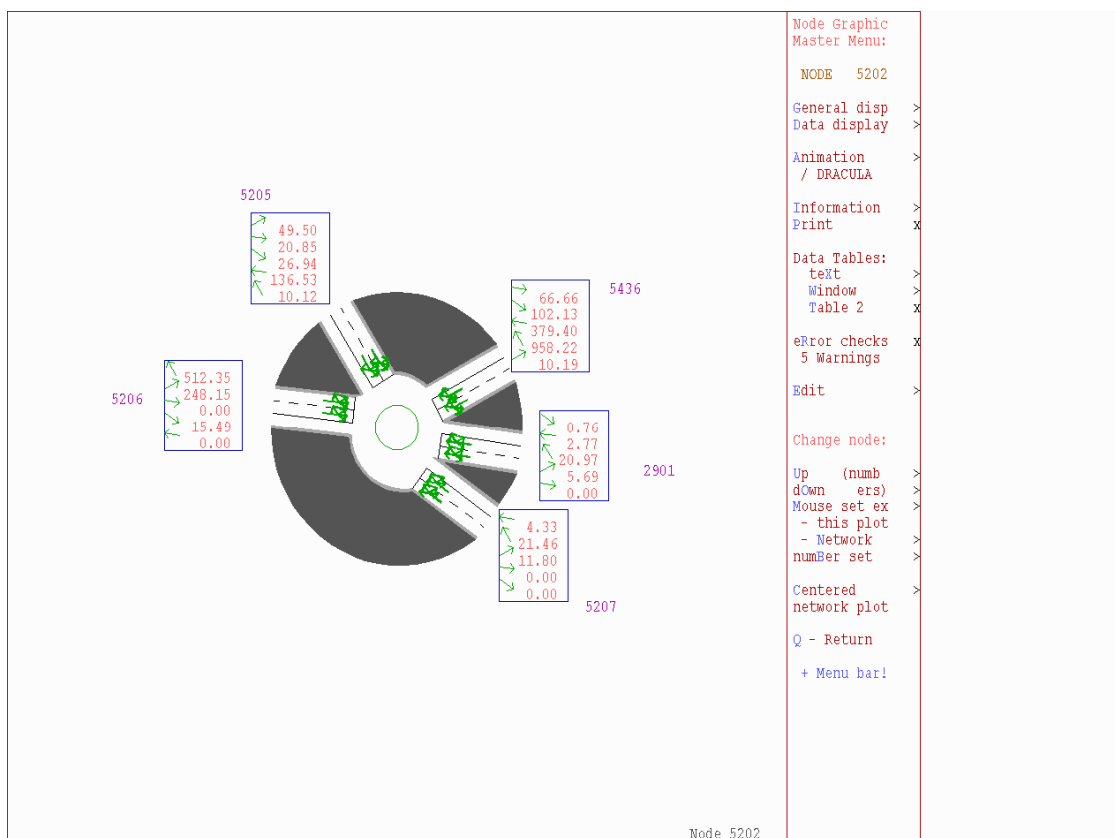 5205
49.50
20.85
26.94
136.53
10.12
5436
66.66
102.13
379.40
958.22
10.19
5206
512.35
248.15
0.00
15.49
0.00
2901
0.76
2.77
20.97
5.69
0.00
5207
4.33
21.46
11.80
0.00
0.00
Node 5202
Node Graphic
Master Menu:
NODE 5202
General disp >
Data display >
Animation >
/ DRACULA
Information >
Print x
Data Tables:
teXt >
Window >
Table 2 x
eRror checks x
5 Warnings
Edit >
Change node:
Up (numb >
dOwn ers) >
Mouse set ex >
- this plot
- Network >
numBer set >
Centered >
network plot
Q - Return
+ Menu bar!